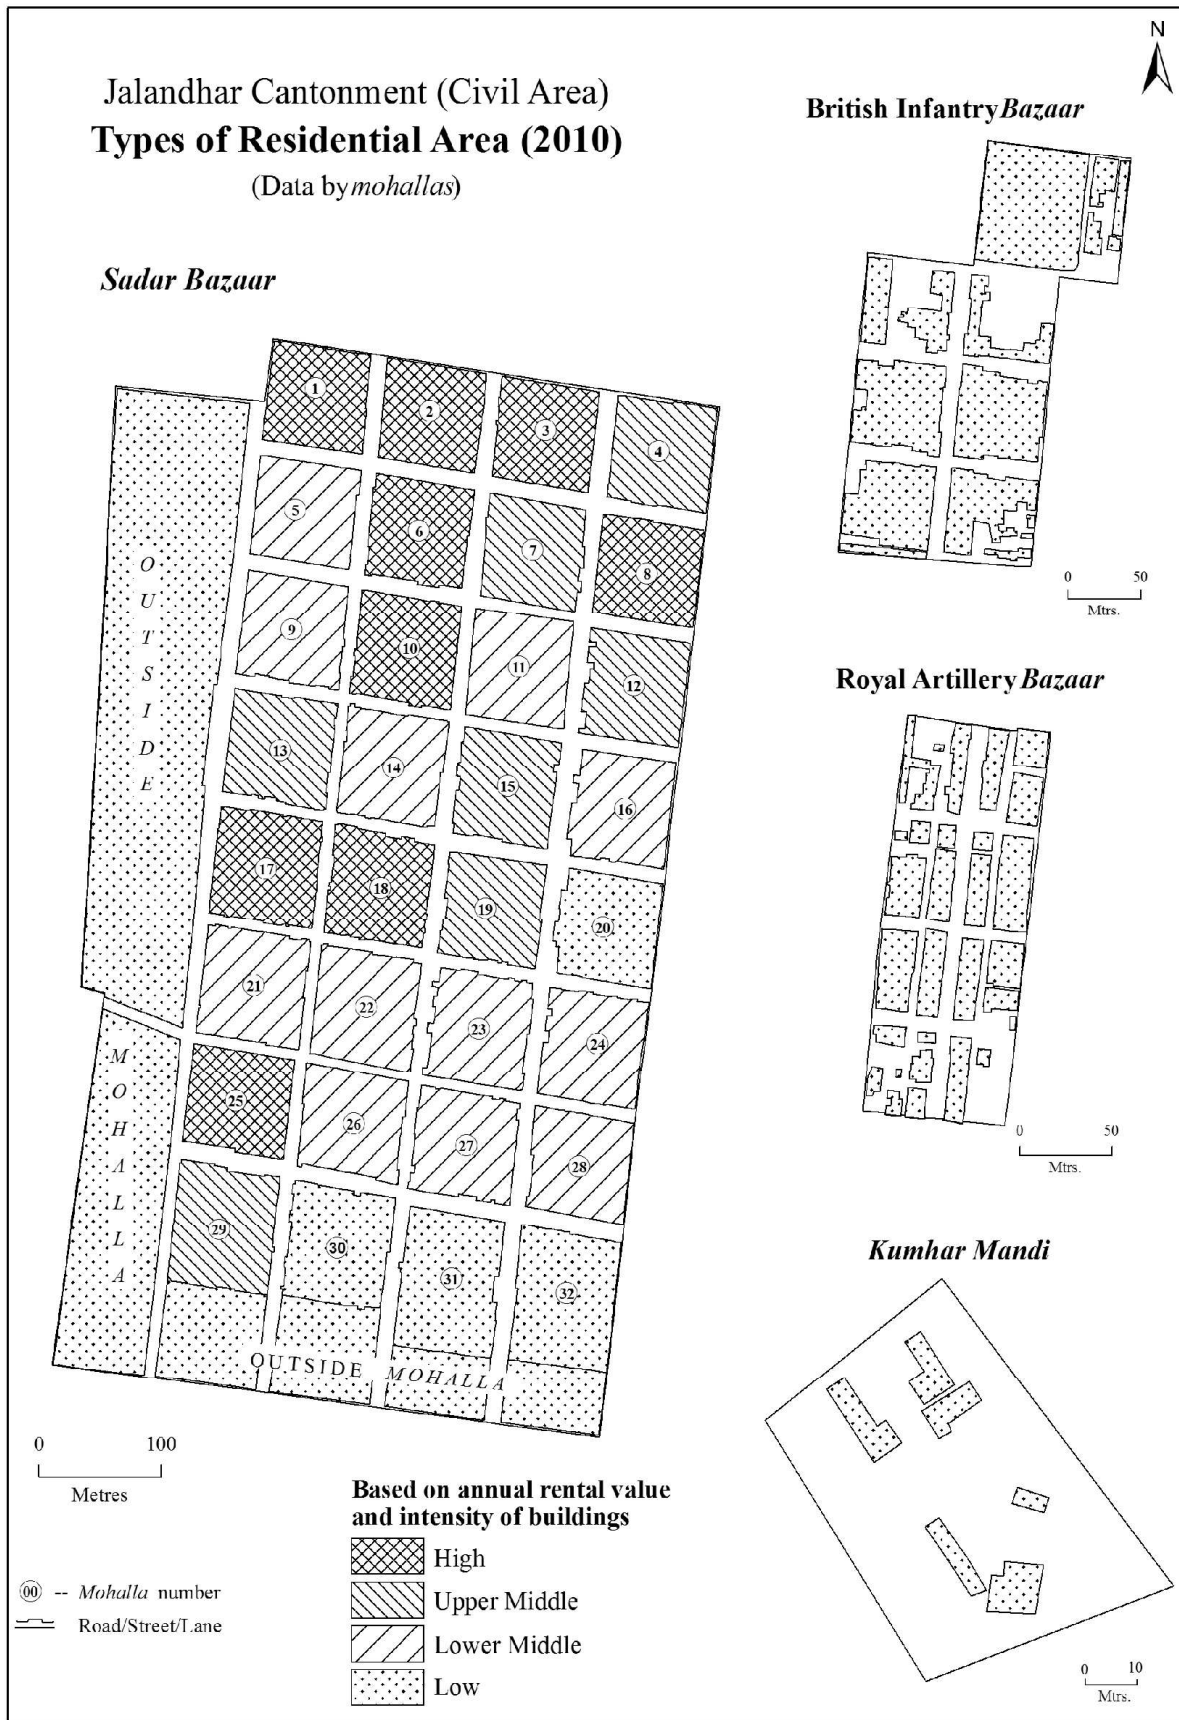 N
Jalandhar Cantonment (Civil Area)
Types of Residential Area (2010)
(Data by mohallas)
British Infantry Bazaar
Sadar Bazaar
1
2
3
4
5
6
7
8
9
10
11
12
13
14
15
16
17
18
19
20
21
22
23
24
25
26
27
28
29
30
31
32
OUTSIDE
MOHALLA
OUTSIDE MOHALLA
0 50
Mtrs.
Royal Artillery Bazaar
0 50
Mtrs.
Kumhar Mandi
0 10
Mtrs.
0 100
Metres
Based on annual rental value
and intensity of buildings
High
Upper Middle
Lower Middle
Low
00 -- Mohalla number
Road/Street/Lane